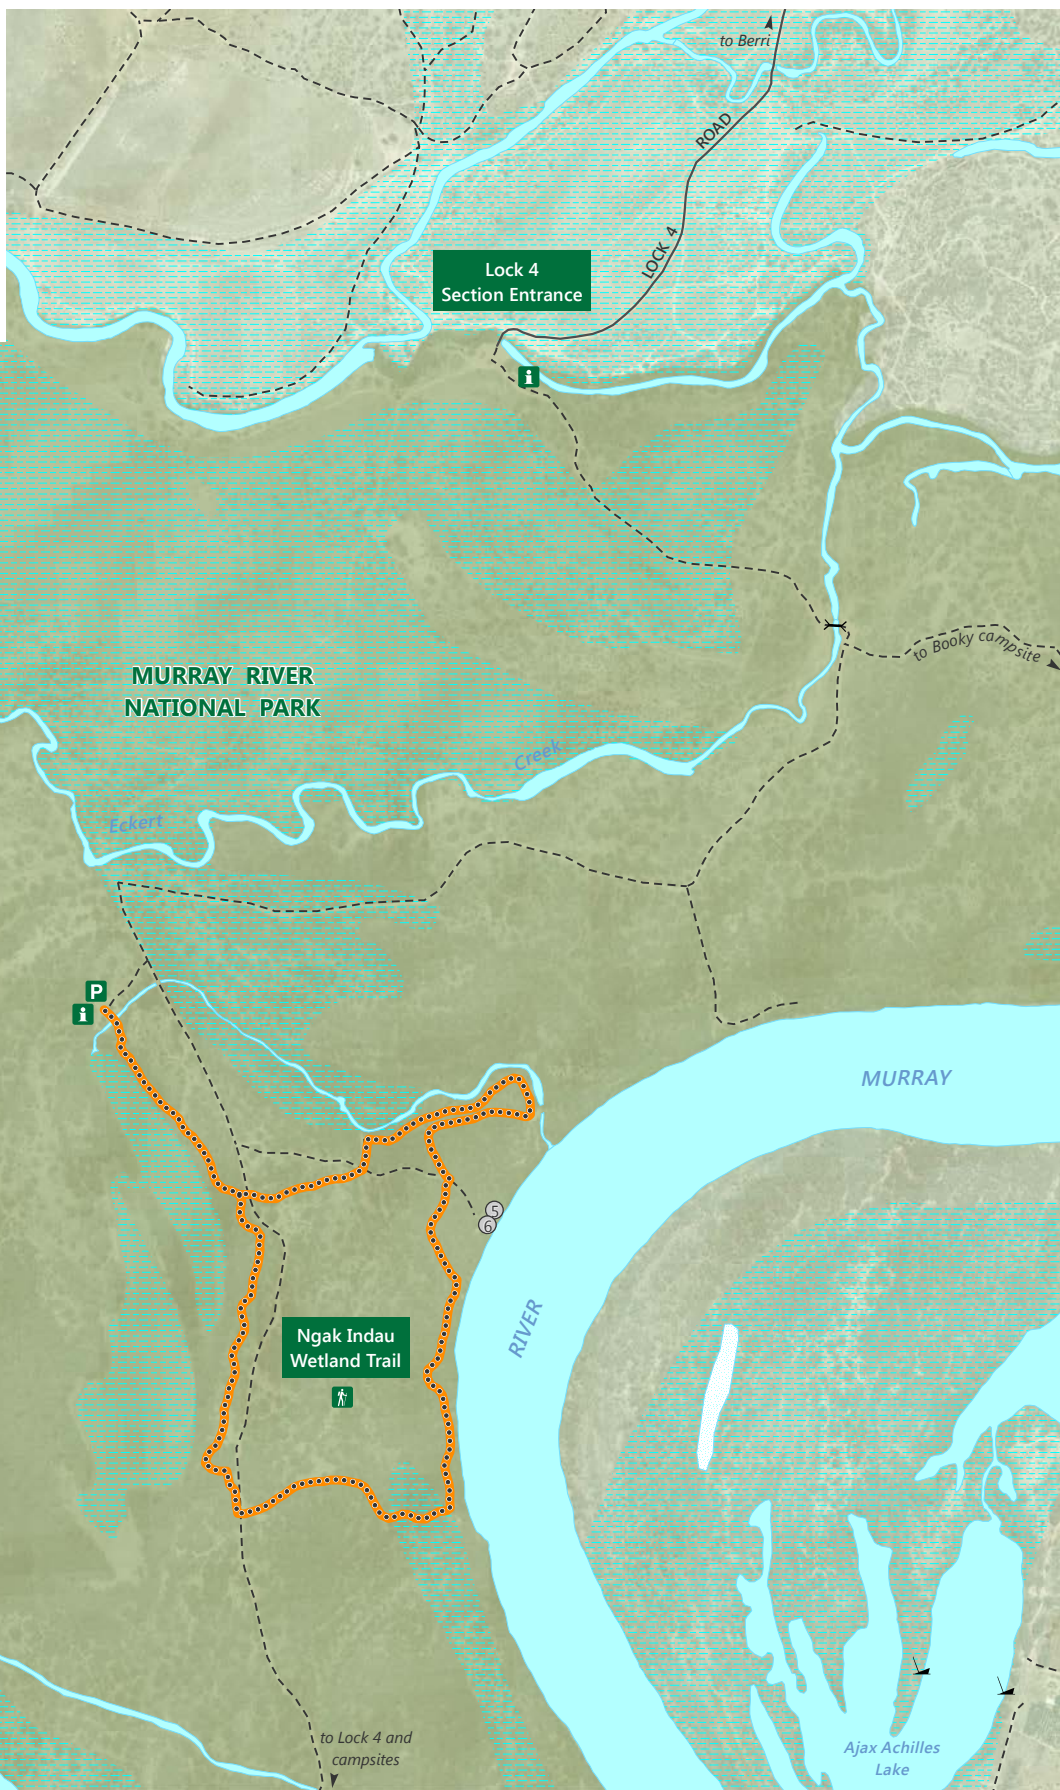 to Berri
ROAD
LOCK 4
Lock 4
Section Entrance
i
to Booky campsite
MURRAY RIVER
NATIONAL PARK
Creek
Eckert
P
i
MURRAY
5
6
RIVER
Ngak Indau
Wetland Trail
to Lock 4 and
campsites
Ajax Achilles
Lake